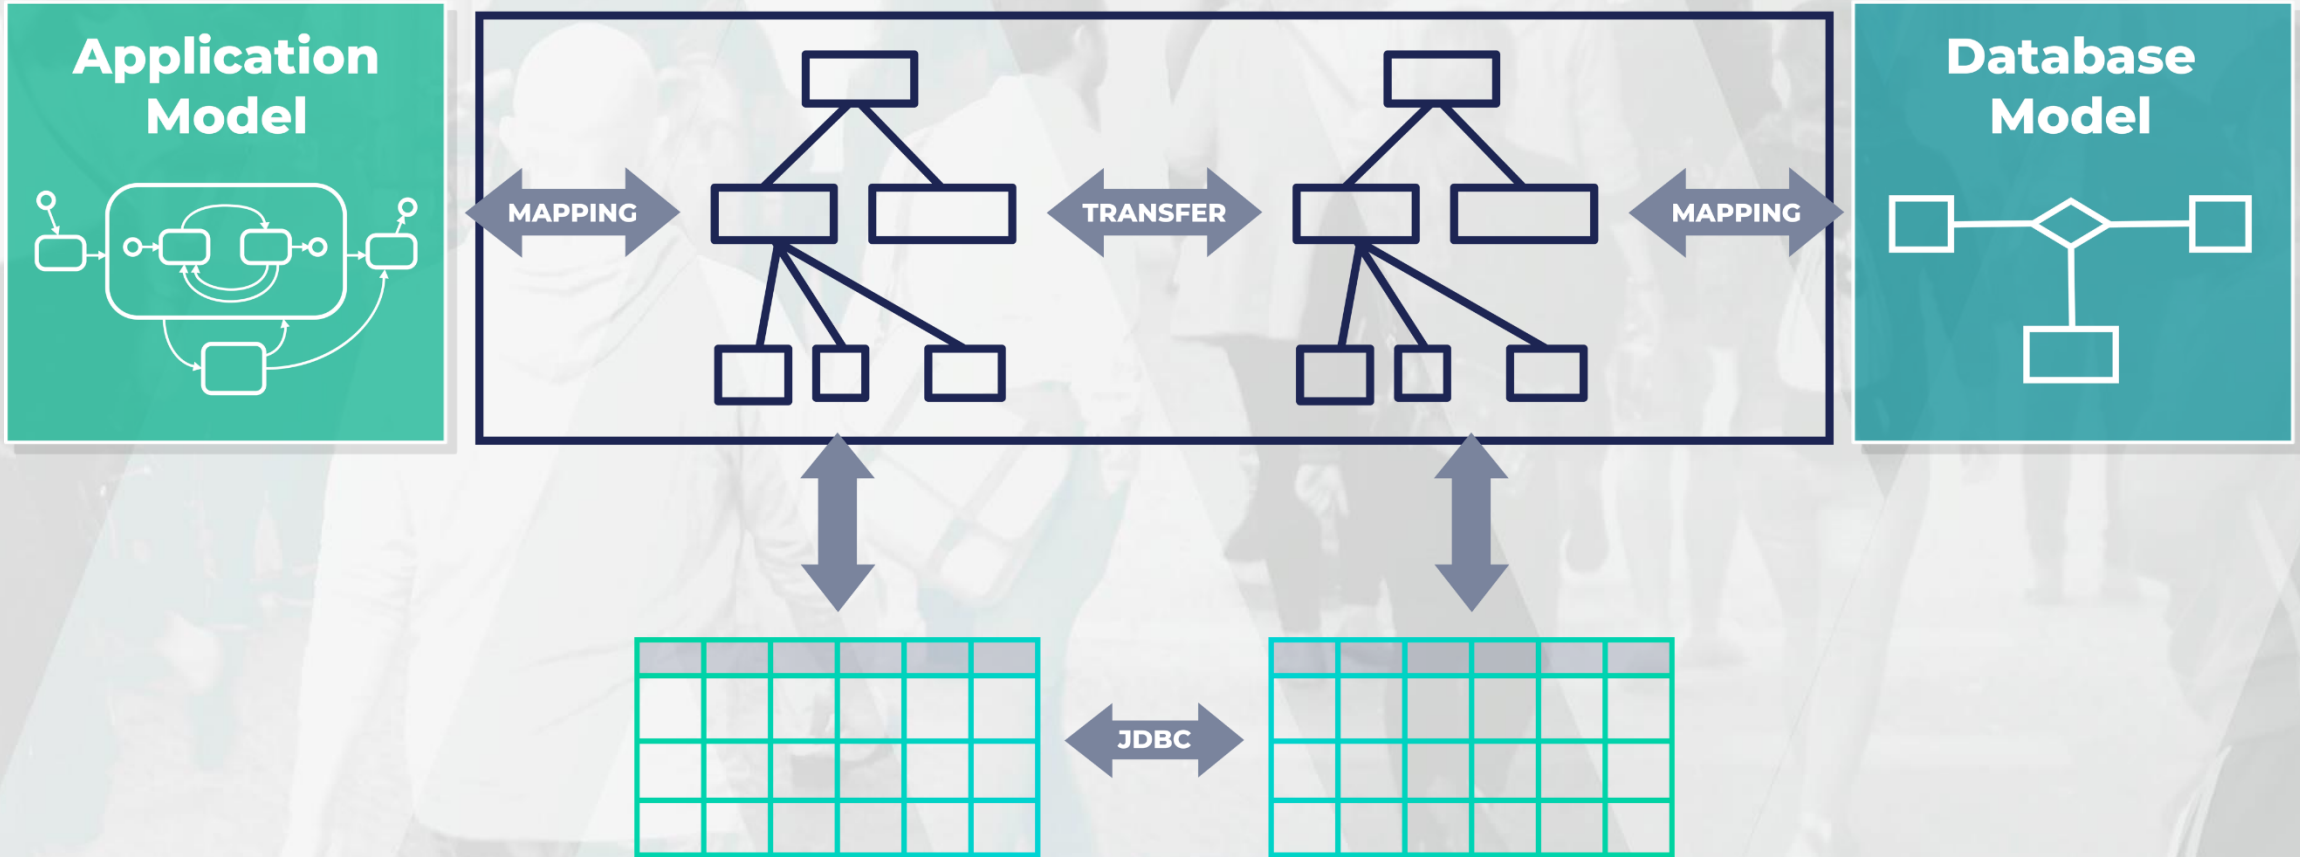 Application
Model
MAPPING
TRANSFER
MAPPING
Database
Model
JDBC